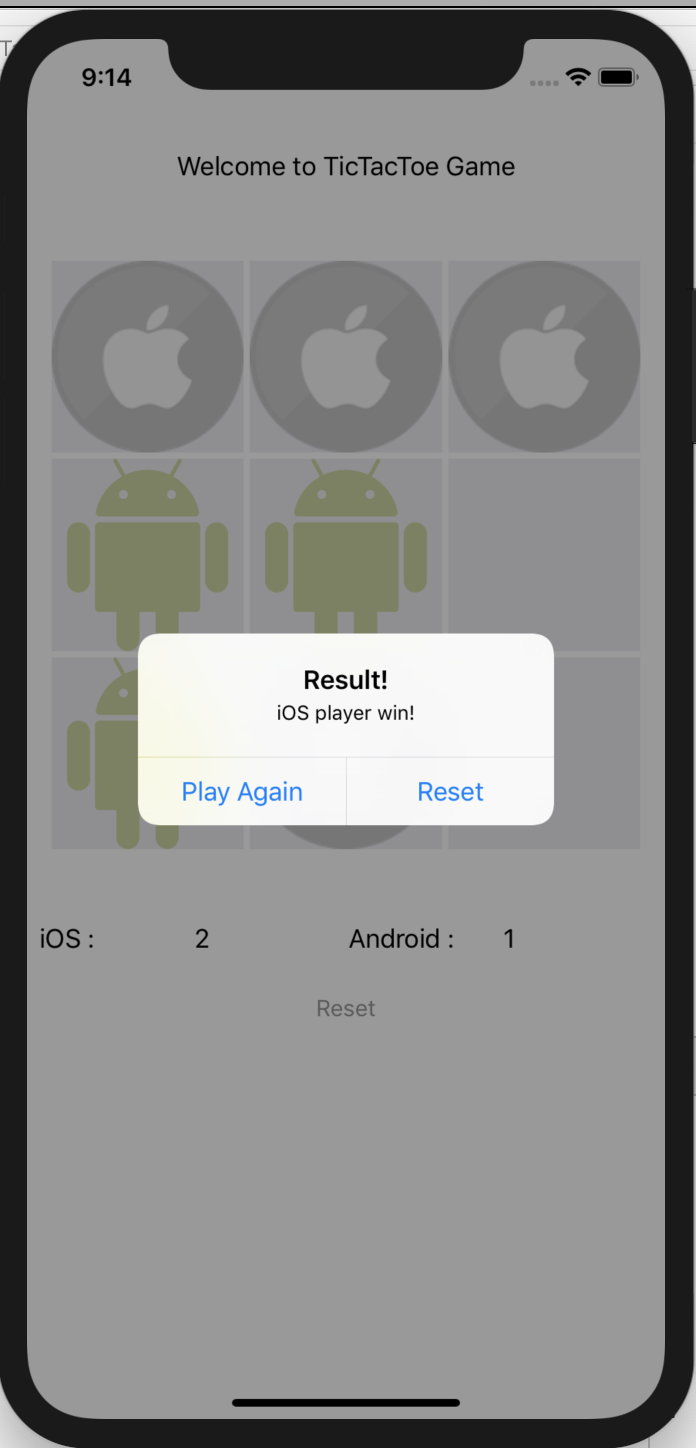 9:14
Welcome to TicTacToe Game
Result!
iOS player win!
Play Again Reset
iOS : 2 Android : 1
Reset